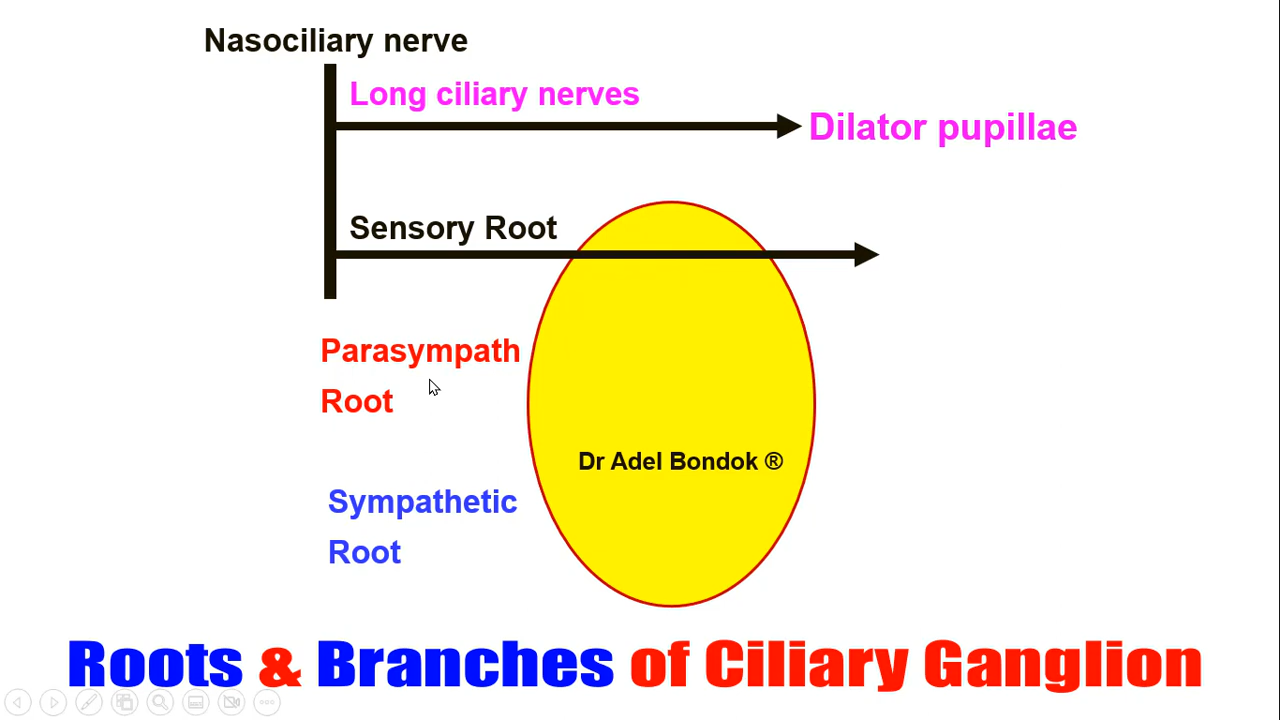 Nasociliary nerve
Long ciliary nerves
Dilator pupillae
Sensory Root
Parasympath
Root
Dr Adel Bondok ®
Sympathetic
Root
Roots & Branches of Ciliary Ganglion